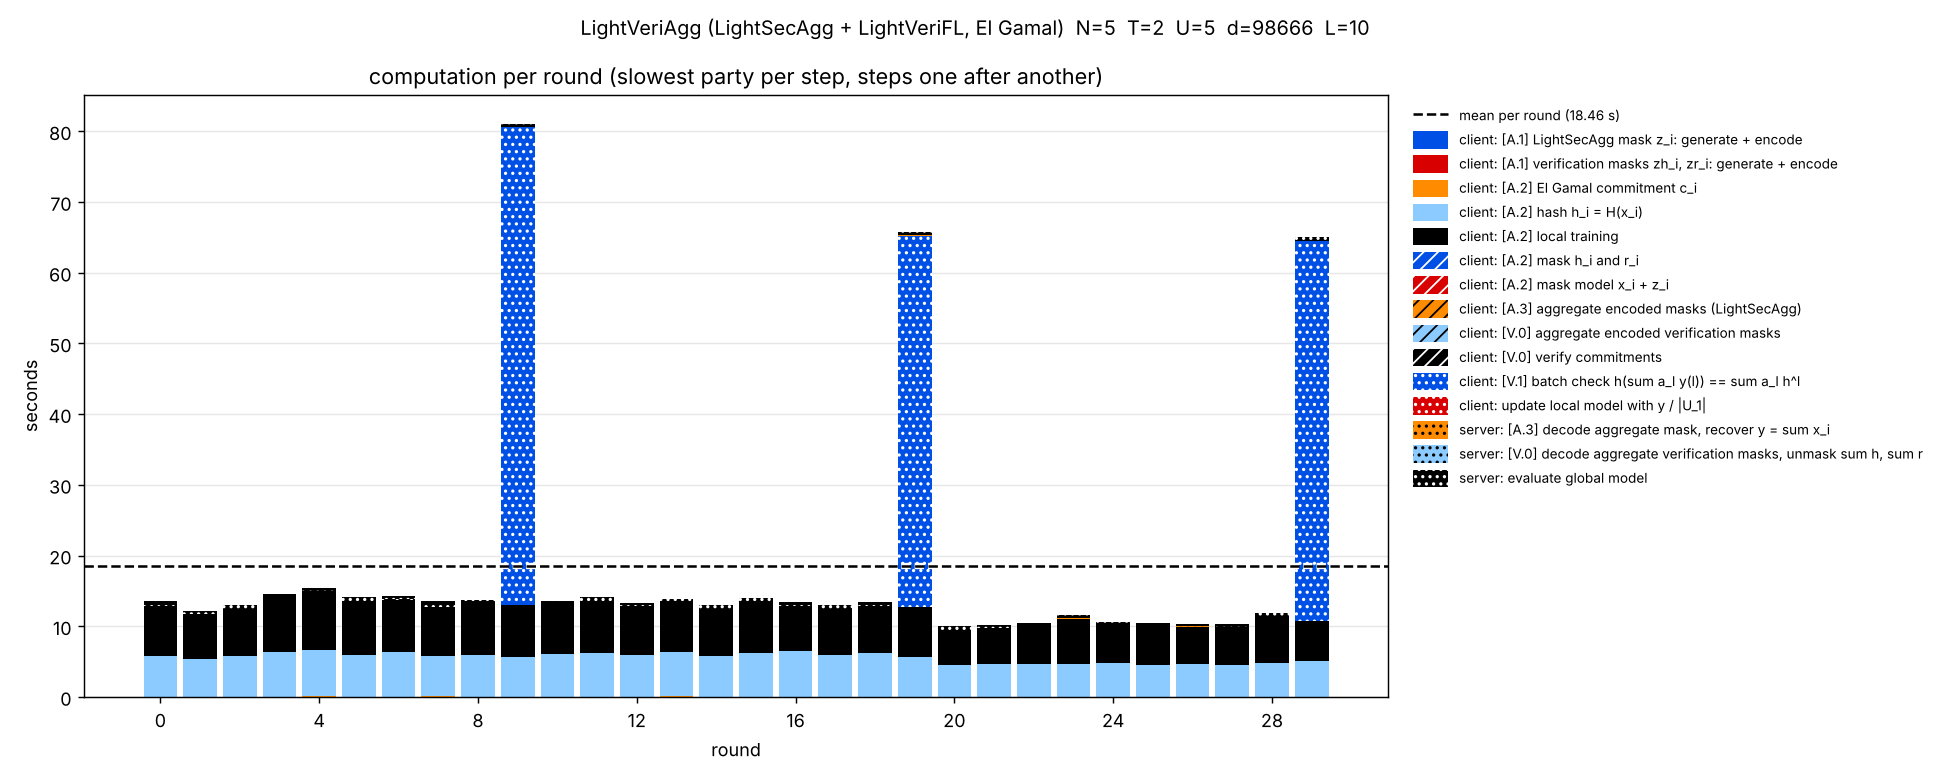 LightVeriAgg (LightSecAgg + LightVeriFL, El Gamal)  N=5  T=2  U=5  d=98666  L=10
computation per round (slowest party per step, steps one after another)
seconds
80
70
60
50
40
30
20
10
0
0 4 8 12 16 20 24 28
round
mean per round (18.46 s)
client: [A.1] LightSecAgg mask z_i: generate + encode
client: [A.1] verification masks zh_i, zr_i: generate + encode
client: [A.2] El Gamal commitment c_i
client: [A.2] hash h_i = H(x_i)
client: [A.2] local training
client: [A.2] mask h_i and r_i
client: [A.2] mask model x_i + z_i
client: [A.3] aggregate encoded masks (LightSecAgg)
client: [V.0] aggregate encoded verification masks
client: [V.0] verify commitments
client: [V.1] batch check h(sum a_l y(l)) == sum a_l h^l
client: update local model with y / |U_1|
server: [A.3] decode aggregate mask, recover y = sum x_i
server: [V.0] decode aggregate verification masks, unmask sum h, sum r
server: evaluate global model